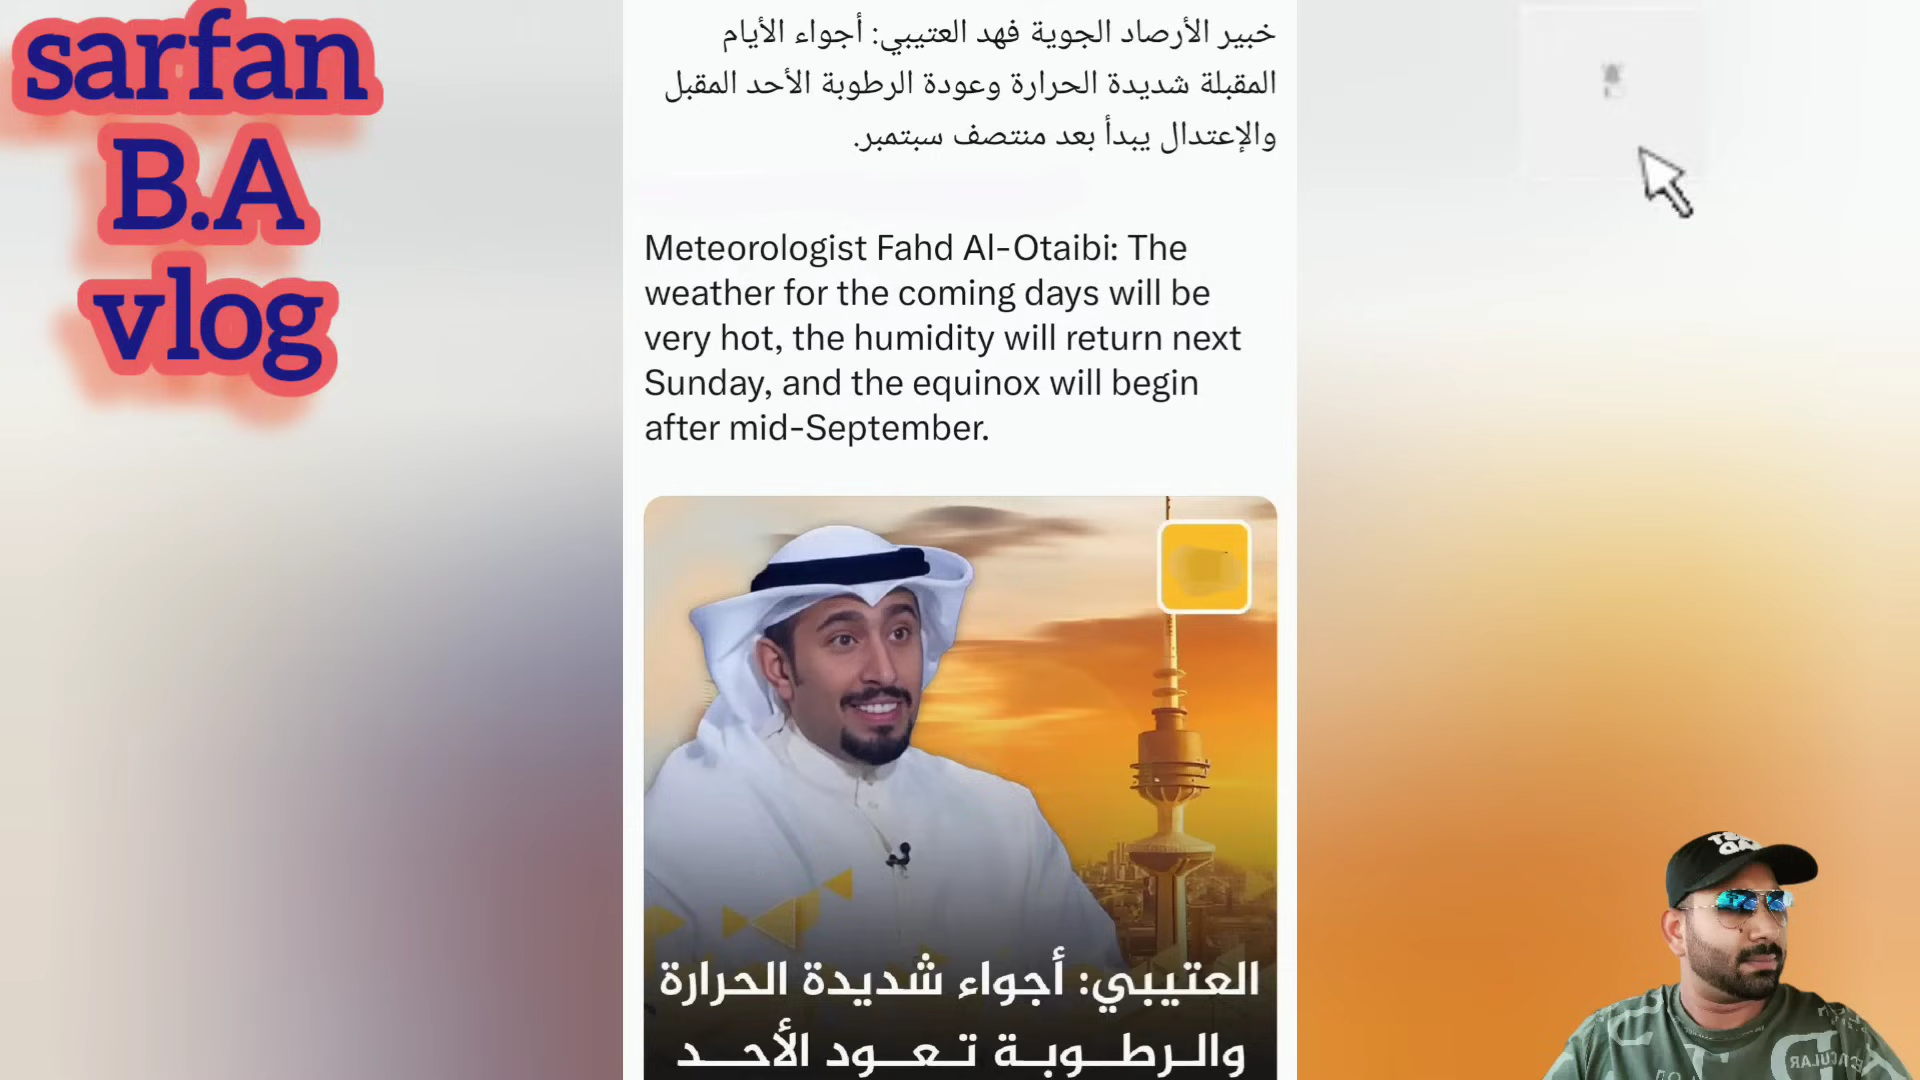 sarfan
B.A
vlog
خبير الأرصاد الجوية فهد العتيبي: أجواء الأيام
المقبلة شديدة الحرارة وعودة الرطوبة الأحد المقبل
والإعتدال يبدأ بعد منتصف سبتمبر.
Meteorologist Fahd Al-Otaibi: The
weather for the coming days will be
very hot, the humidity will return next
Sunday, and the equinox will begin
after mid-September.
العتيبي: أجواء شديدة الحرارة
والرطوبة تعود الأحد